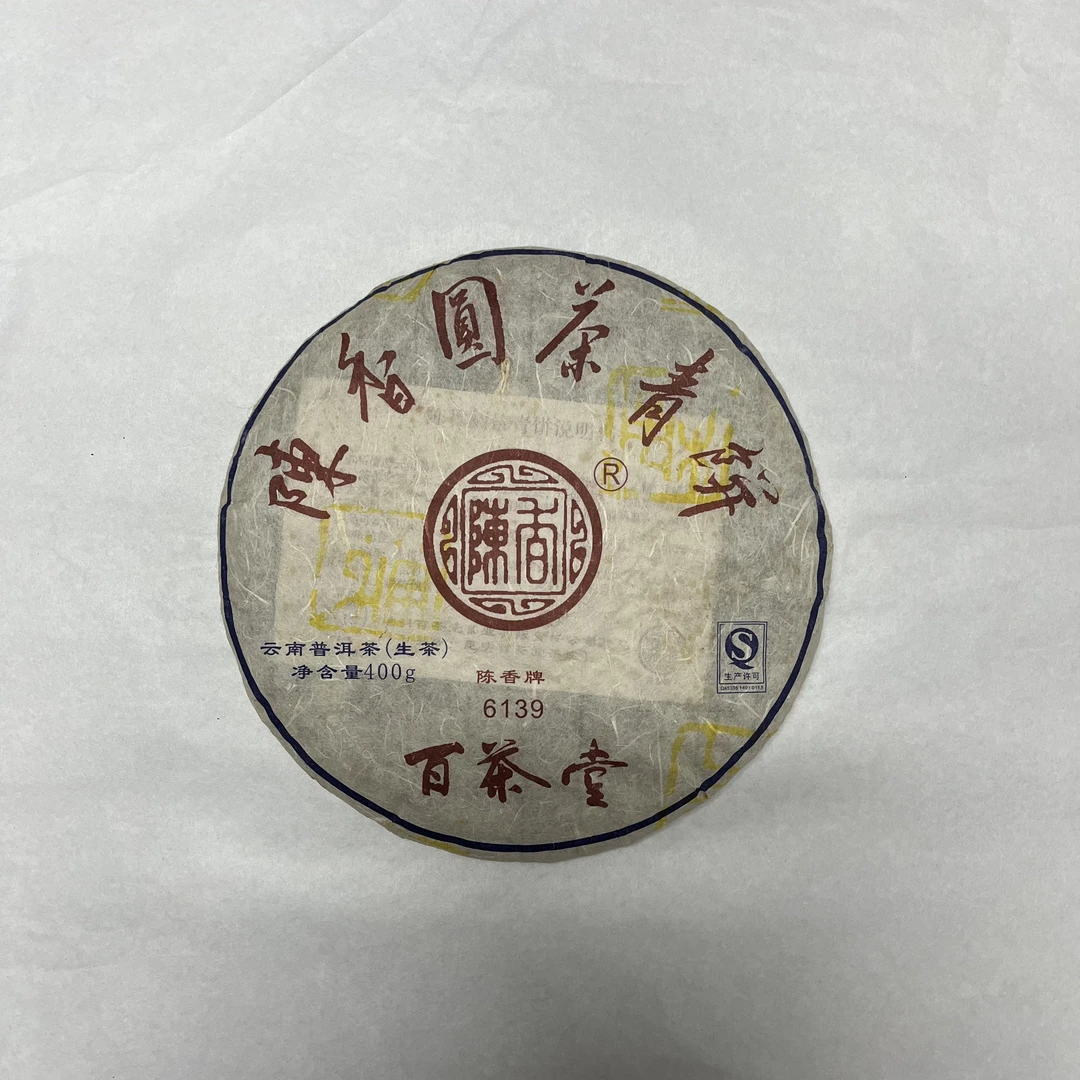 陳香圓茶青餅
®
陳香
云南普洱茶(生茶)
净含量400g
陈香牌
6139
生产许可
百茶堂